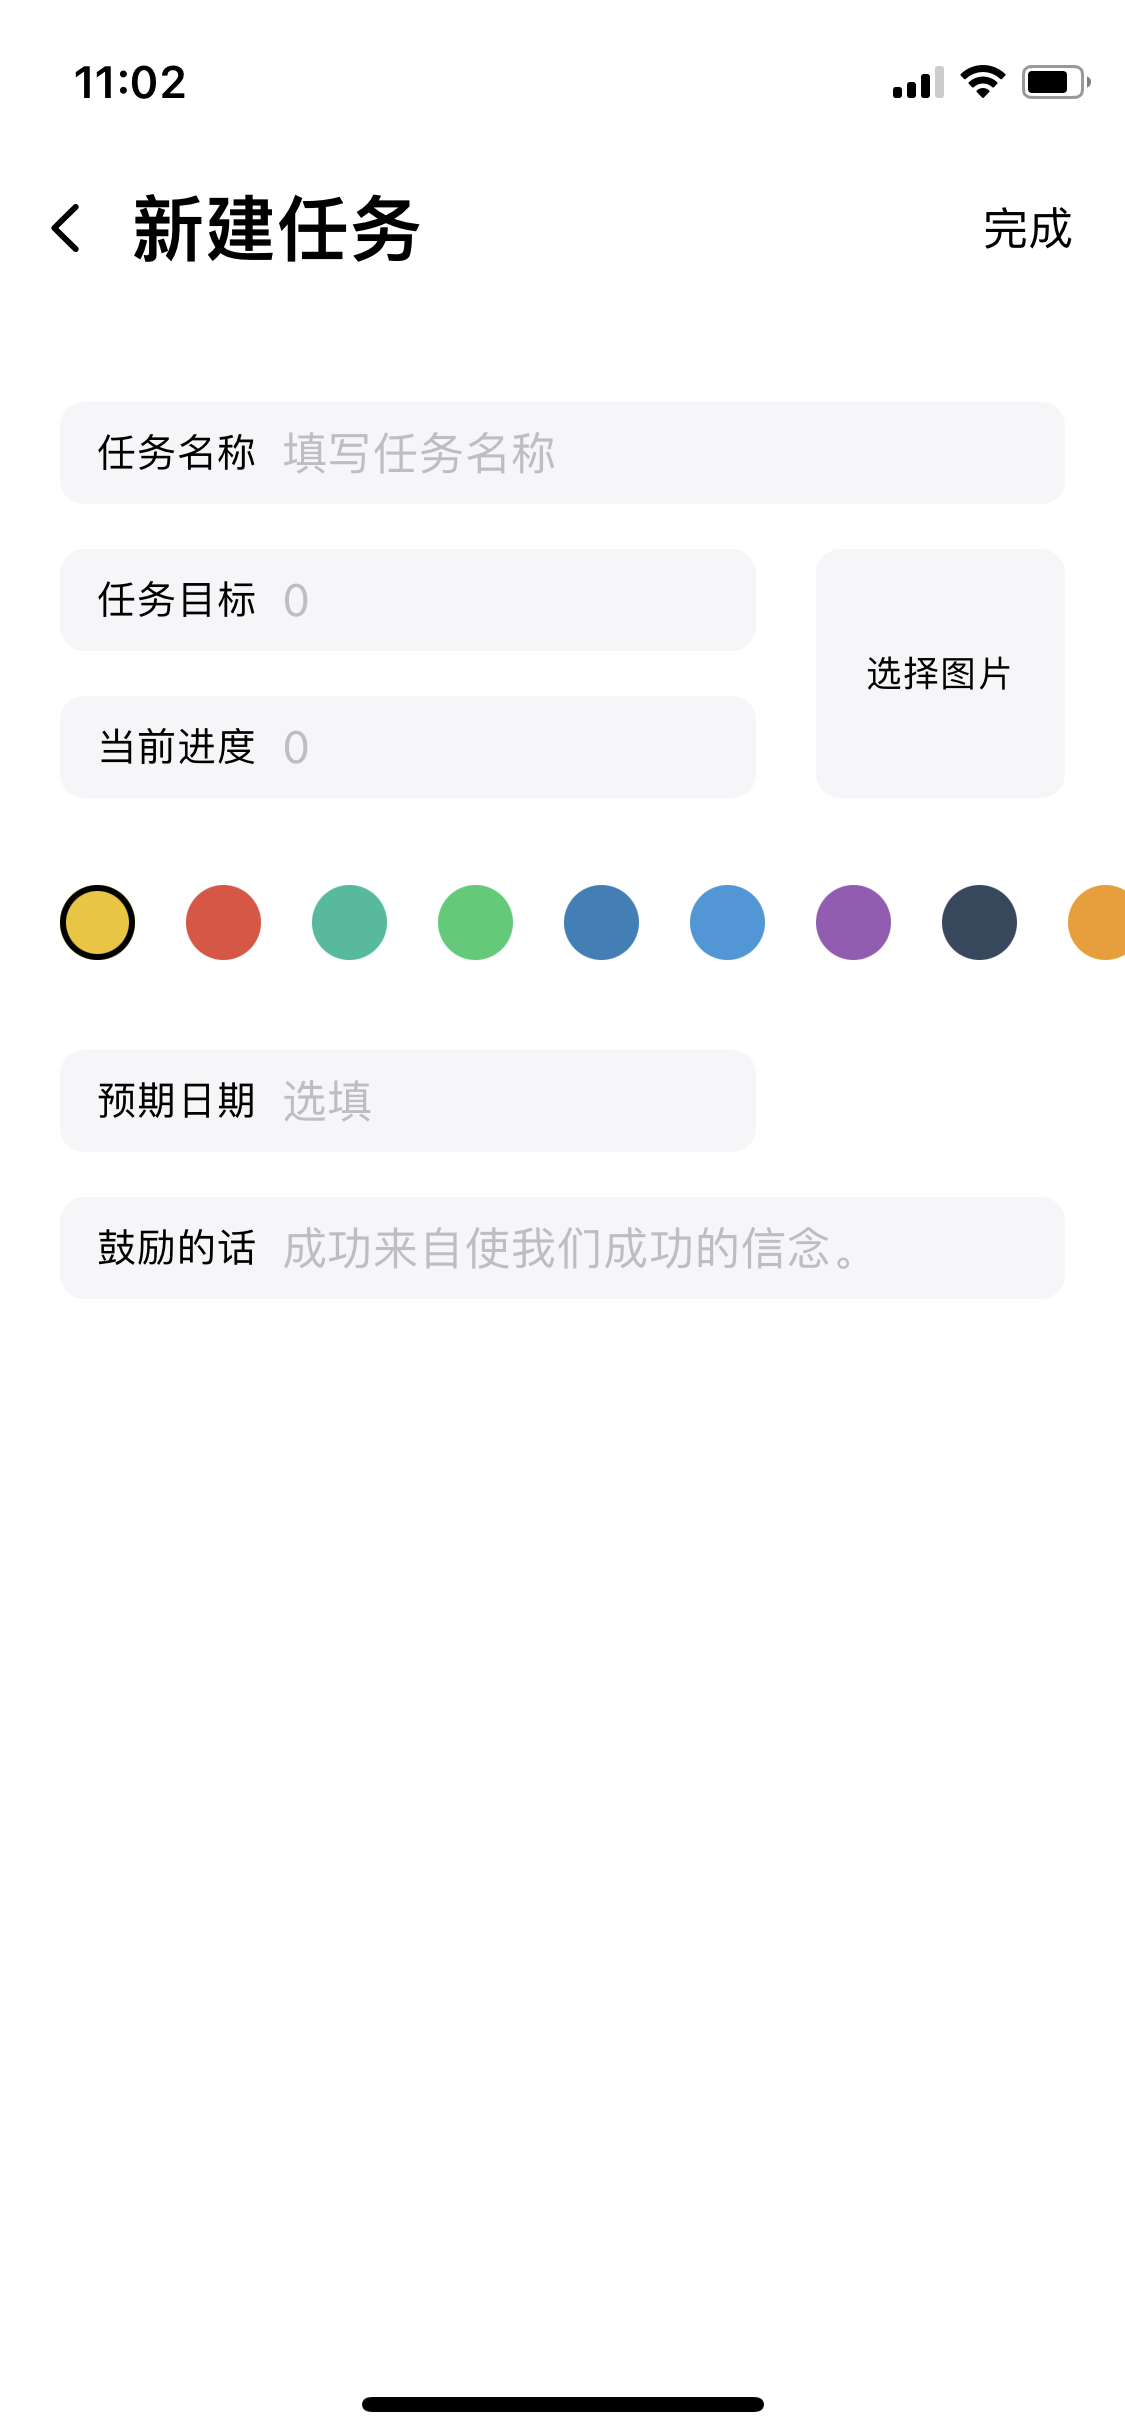 11:02
新建任务
完成
任务名称 填写任务名称
任务目标 0
选择图片
当前进度 0
预期日期 选填
鼓励的话 成功来自使我们成功的信念。